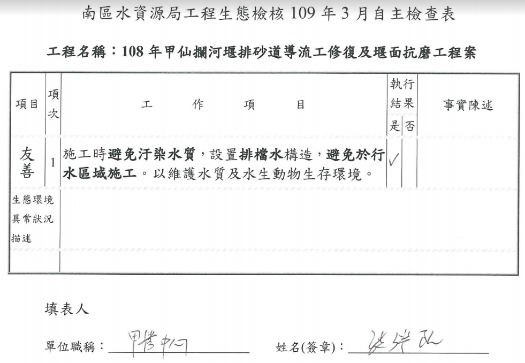 南區水資源局工程生態檢核 109 年 3 月自主檢查表
工程名稱：108 年甲仙攔河堰排砂道導流工修復及堰面抗磨工程案
項目 項次 工作項目 執行結果 是 否 事實陳述
友善 1 施工時避免汙染水質，設置排檔水構造，避免於行
水區域施工。以維護水質及水生動物生存環境。 ✓
生態環境
異常狀況
描述
填表人
單位職稱：甲營中心 姓名(簽章)：